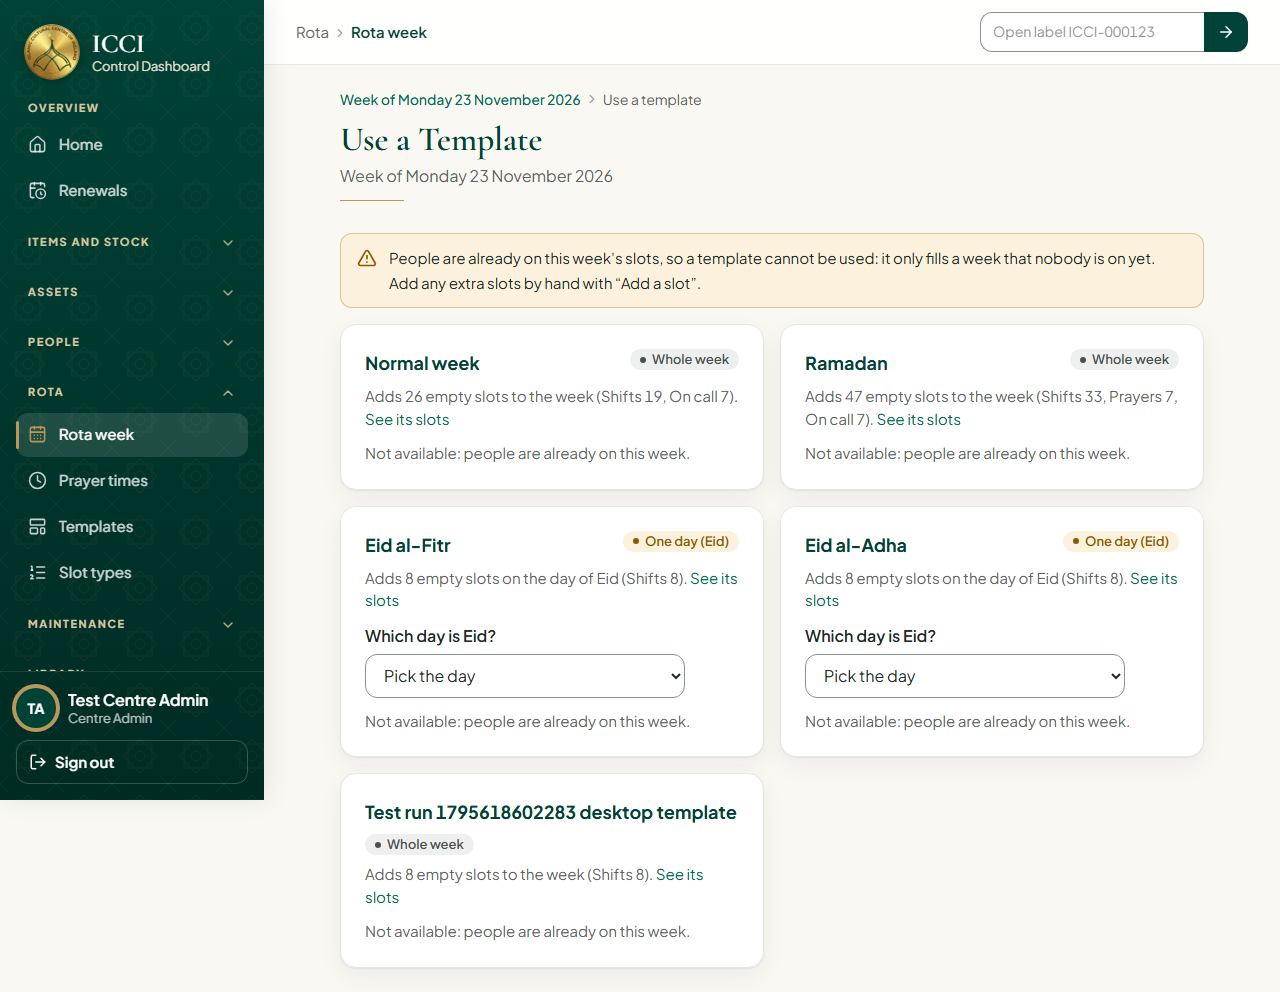 ICCI
Control Dashboard
OVERVIEW
Home
Renewals
ITEMS AND STOCK
ASSETS
PEOPLE
ROTA
Rota week
Prayer times
Templates
Slot types
MAINTENANCE
TA
Test Centre Admin
Centre Admin
Sign out
Rota > Rota week
Open label ICCI-000123
Week of Monday 23 November 2026 > Use a template
Use a Template
Week of Monday 23 November 2026
People are already on this week's slots, so a template cannot be used: it only fills a week that nobody is on yet.
Add any extra slots by hand with “Add a slot”.
Normal week
Whole week
Adds 26 empty slots to the week (Shifts 19, On call 7).
See its slots
Not available: people are already on this week.
Ramadan
Whole week
Adds 47 empty slots to the week (Shifts 33, Prayers 7,
On call 7). See its slots
Not available: people are already on this week.
Eid al-Fitr
One day (Eid)
Adds 8 empty slots on the day of Eid (Shifts 8). See its
slots
Which day is Eid?
Pick the day
Not available: people are already on this week.
Eid al-Adha
One day (Eid)
Adds 8 empty slots on the day of Eid (Shifts 8). See its
slots
Which day is Eid?
Pick the day
Not available: people are already on this week.
Test run 1795618602283 desktop template
Whole week
Adds 8 empty slots to the week (Shifts 8). See its
slots
Not available: people are already on this week.